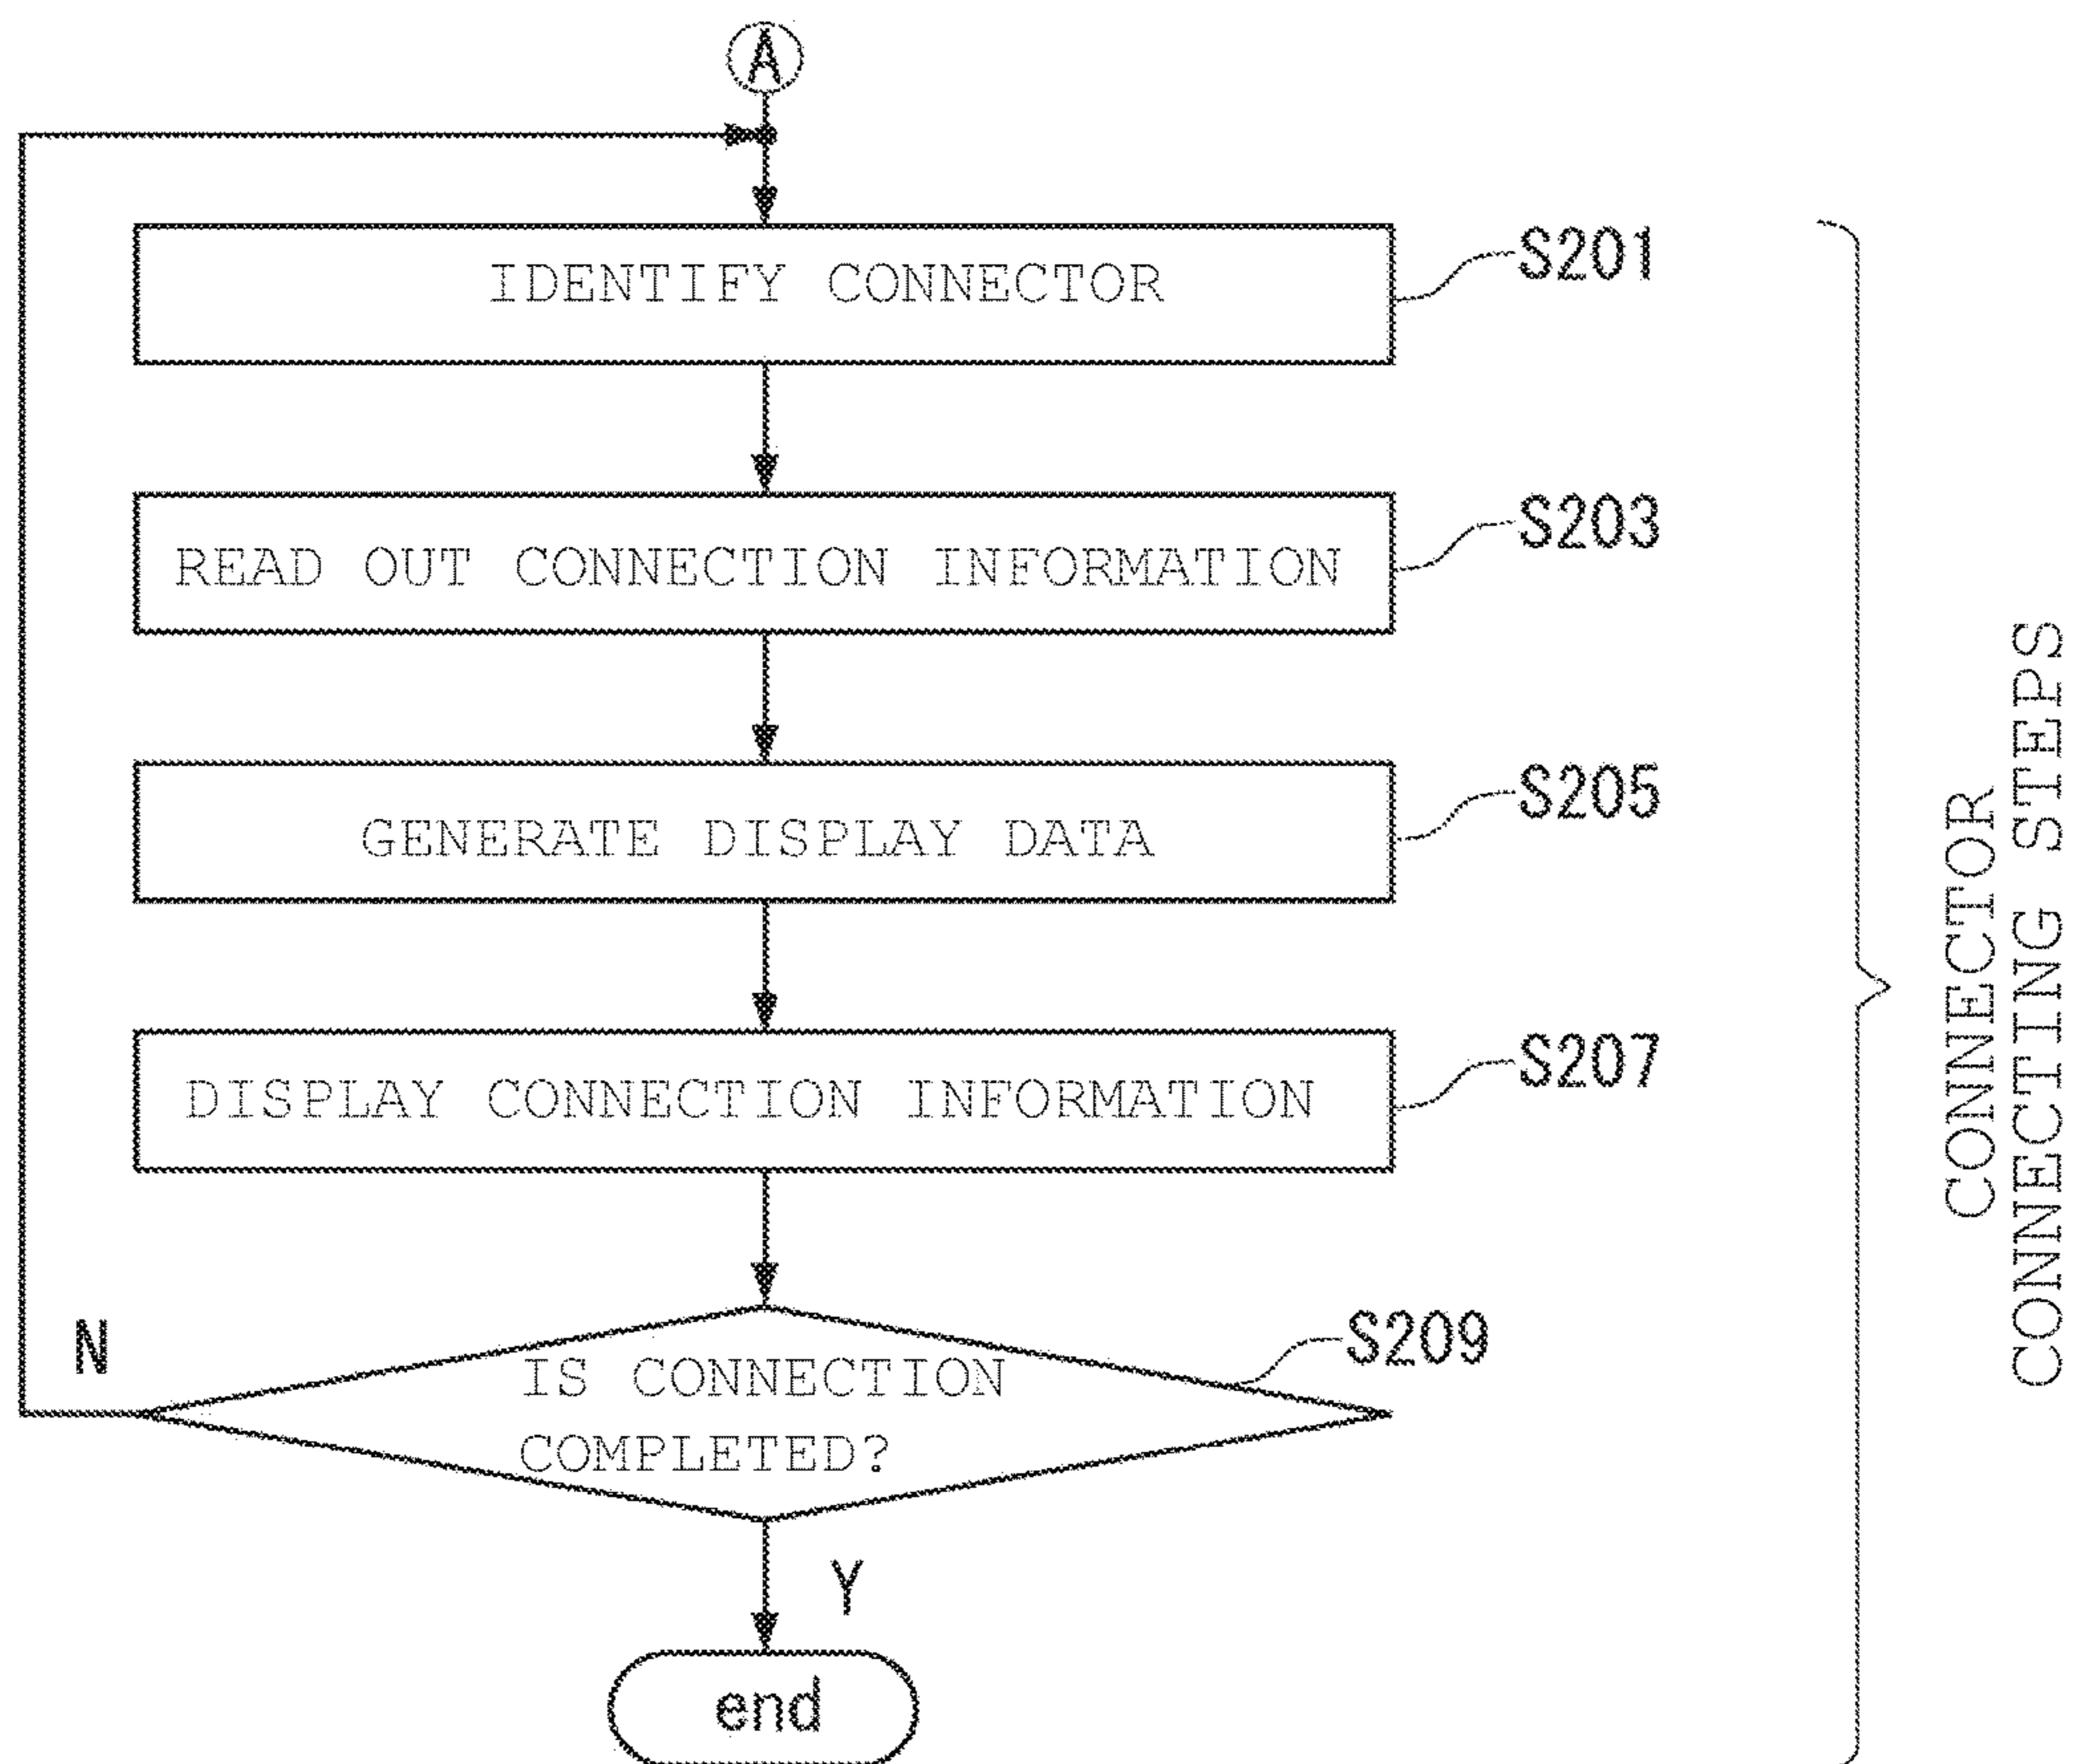 A
IDENTIFY CONNECTOR
S201
READ OUT CONNECTION INFORMATION
S203
GENERATE DISPLAY DATA
S205
DISPLAY CONNECTION INFORMATION
S207
N
IS CONNECTION
COMPLETED?
S209
Y
end
CONNECTOR
CONNECTING STEPS